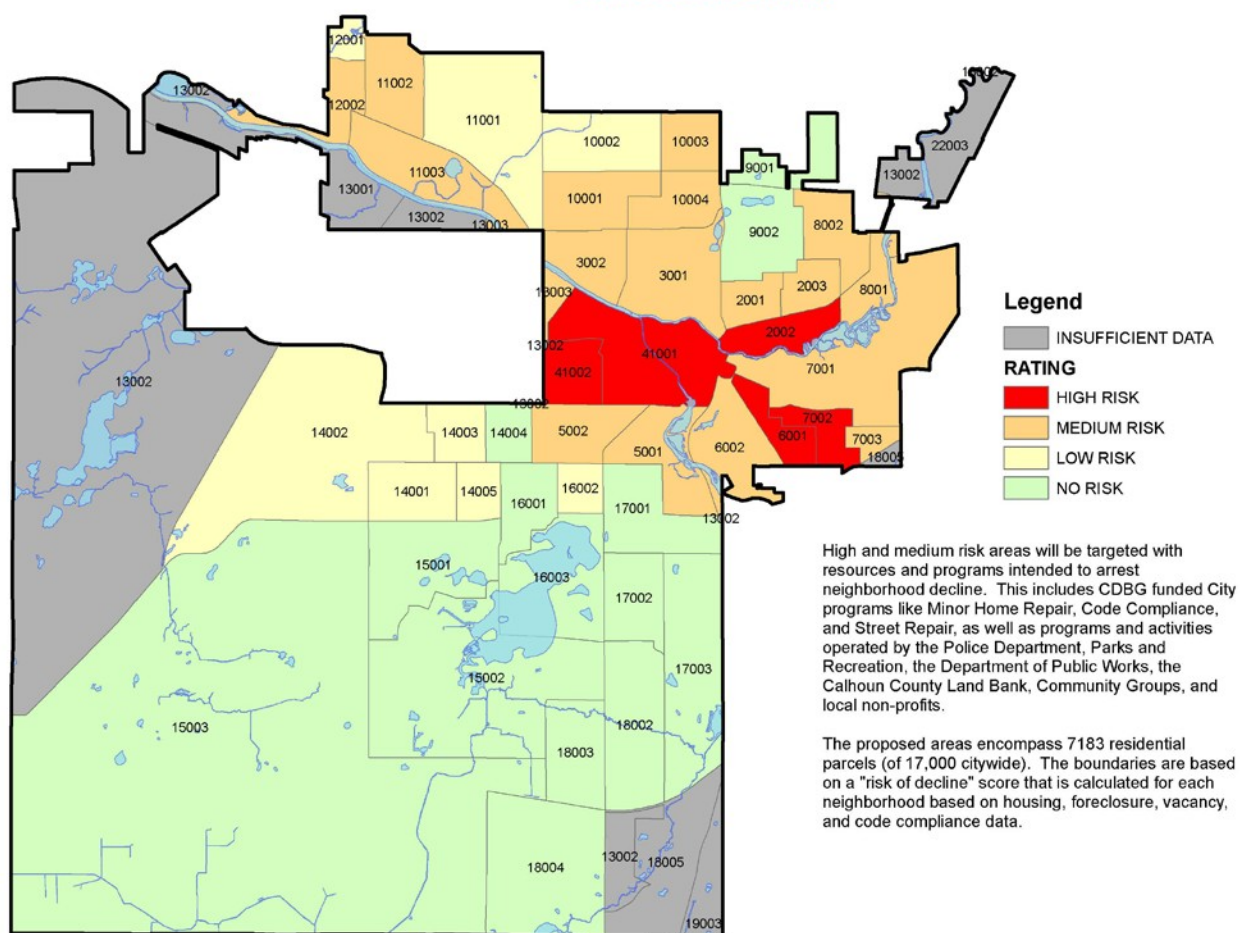 12001
13002
11002
13002
12002
11001
10002
10003
22003
9001
13002
11003
13001
10001
10004
13002
13003
9002
8002
3002
3001
2003
8001
13003
2001
2002
13002
41001
41002
7001
13002
13002
14002
14003
14004
5002
5001
6002
7002
6001
7003
18005
14001
14005
16001
16002
17001
13002
15001
16003
17002
15002
17003
15003
18002
18003
18004
13002
18005
19003
Legend
INSUFFICIENT DATA
RATING
HIGH RISK
MEDIUM RISK
LOW RISK
NO RISK
High and medium risk areas will be targeted with
resources and programs intended to arrest
neighborhood decline. This includes CDBG funded City
programs like Minor Home Repair, Code Compliance,
and Street Repair, as well as programs and activities
operated by the Police Department, Parks and
Recreation, the Department of Public Works, the
Calhoun County Land Bank, Community Groups, and
local non-profits.
The proposed areas encompass 7183 residential
parcels (of 17,000 citywide). The boundaries are based
on a "risk of decline" score that is calculated for each
neighborhood based on housing, foreclosure, vacancy,
and code compliance data.